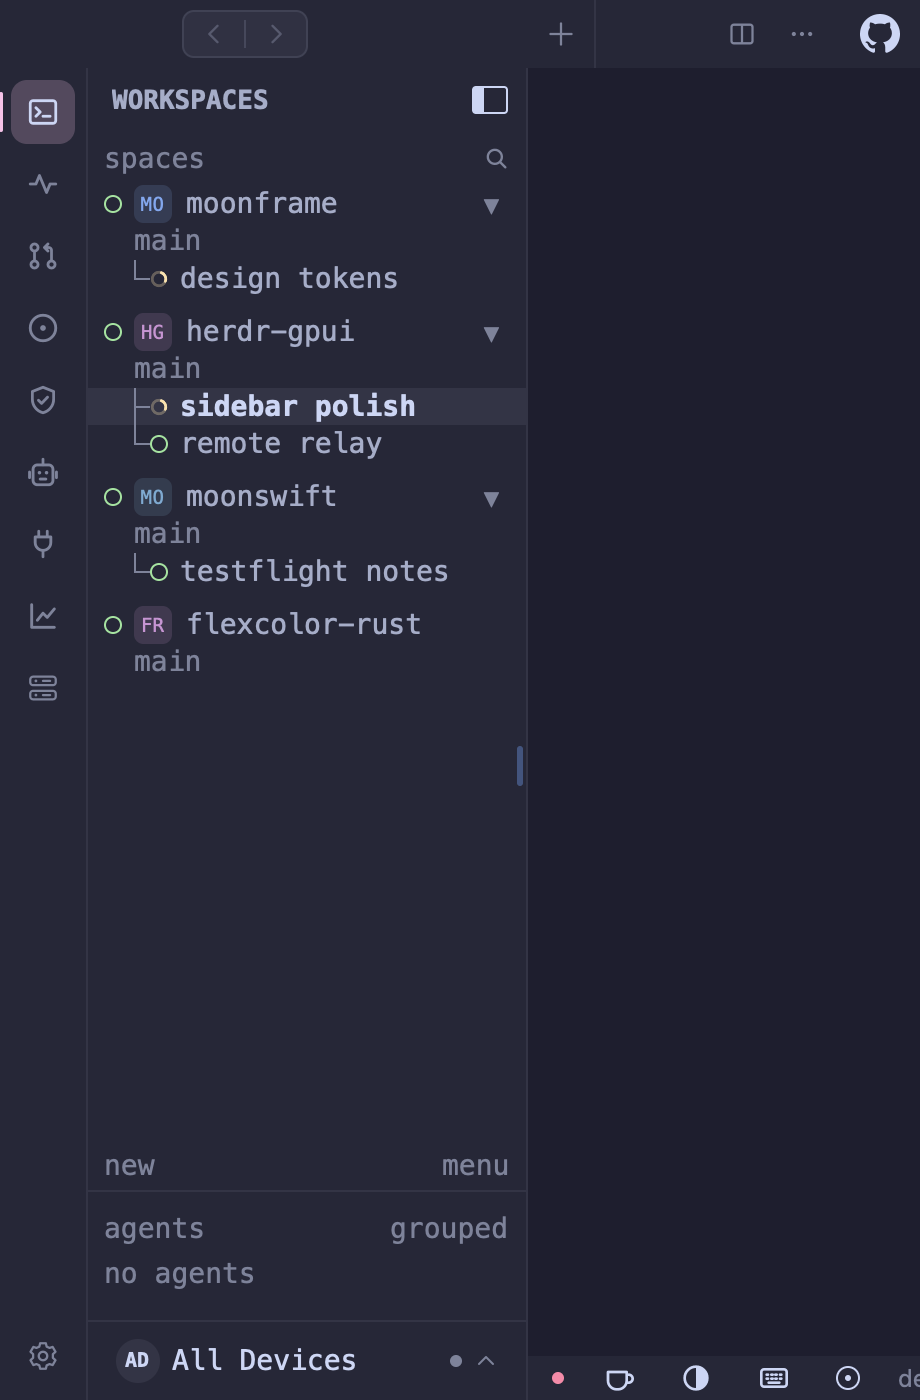 WORKSPACES
spaces
MO moonframe ▼
main
design tokens
HG herdr-gpui ▼
main
sidebar polish
remote relay
MO moonswift ▼
main
testflight notes
FR flexcolor-rust
main
new menu
agents grouped
no agents
AD All Devices